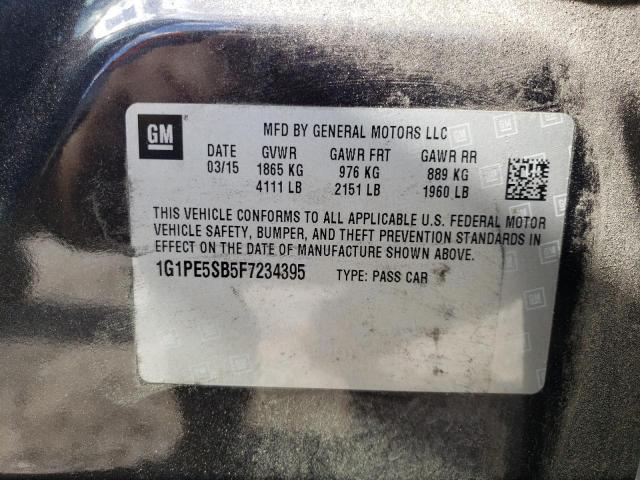 GM
MFD BY GENERAL MOTORS LLC
DATE GVWR GAWR FRT GAWR RR
03/15 1865 KG 976 KG 889 KG
4111 LB 2151 LB 1960 LB
THIS VEHICLE CONFORMS TO ALL APPLICABLE U.S. FEDERAL MOTOR
VEHICLE SAFETY, BUMPER, AND THEFT PREVENTION STANDARDS IN
EFFECT ON THE DATE OF MANUFACTURE SHOWN ABOVE.
1G1PE5SB5F7234395 TYPE: PASS CAR